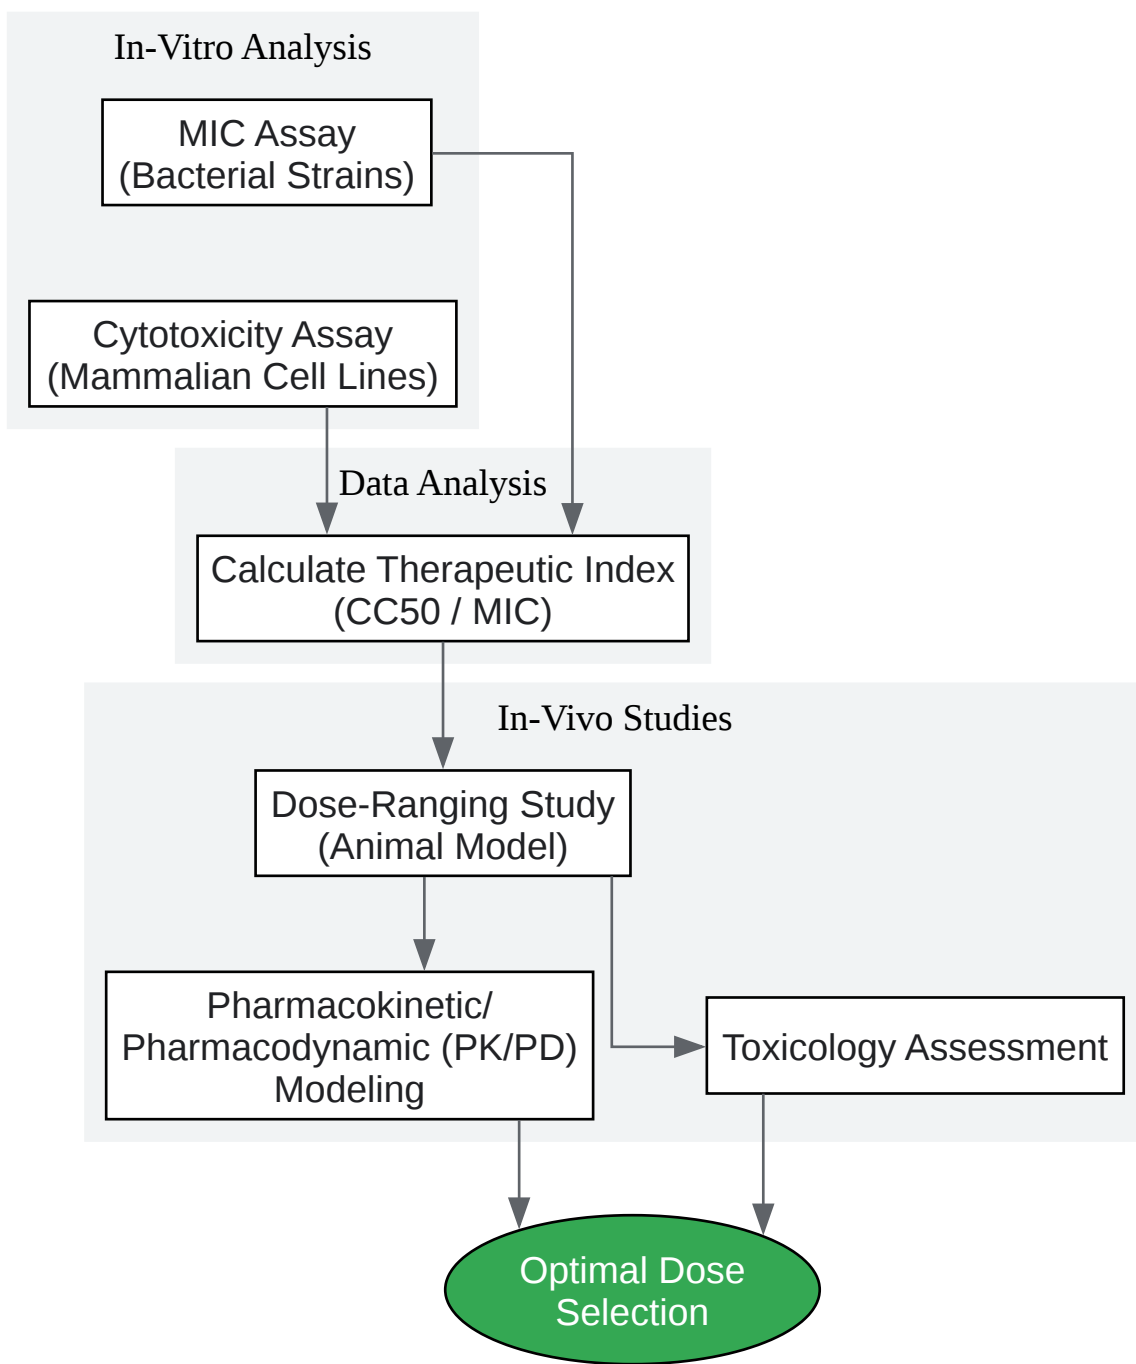 In-Vitro Analysis
MIC Assay
(Bacterial Strains)
Cytotoxicity Assay
(Mammalian Cell Lines)
Data Analysis
Calculate Therapeutic Index
(CC50 / MIC)
In-Vivo Studies
Dose-Ranging Study
(Animal Model)
Pharmacokinetic/
Pharmacodynamic (PK/PD)
Modeling
Toxicology Assessment
Optimal Dose
Selection